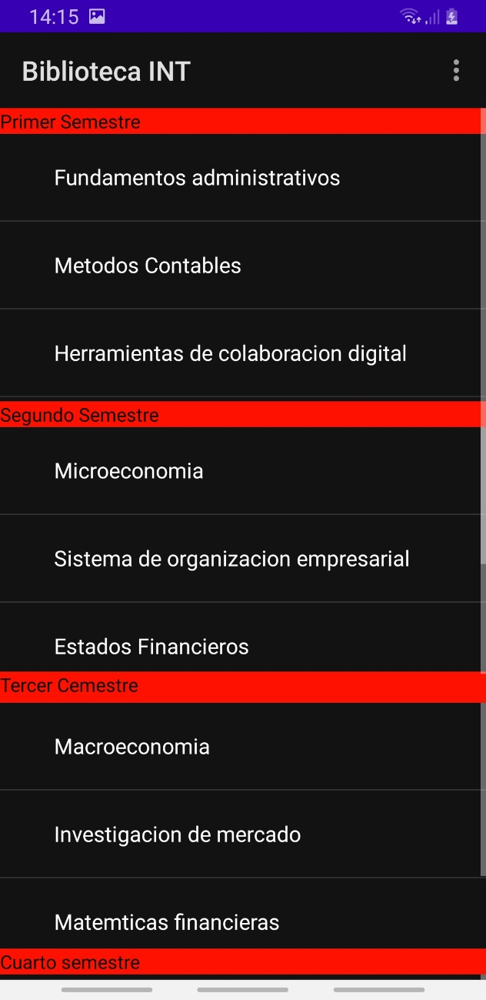 14:15
Biblioteca INT
Primer Semestre
Fundamentos administrativos
Metodos Contables
Herramientas de colaboracion digital
Segundo Semestre
Microeconomia
Sistema de organizacion empresarial
Estados Financieros
Tercer Cemestre
Macroeconomia
Investigacion de mercado
Matemticas financieras
Cuarto semestre